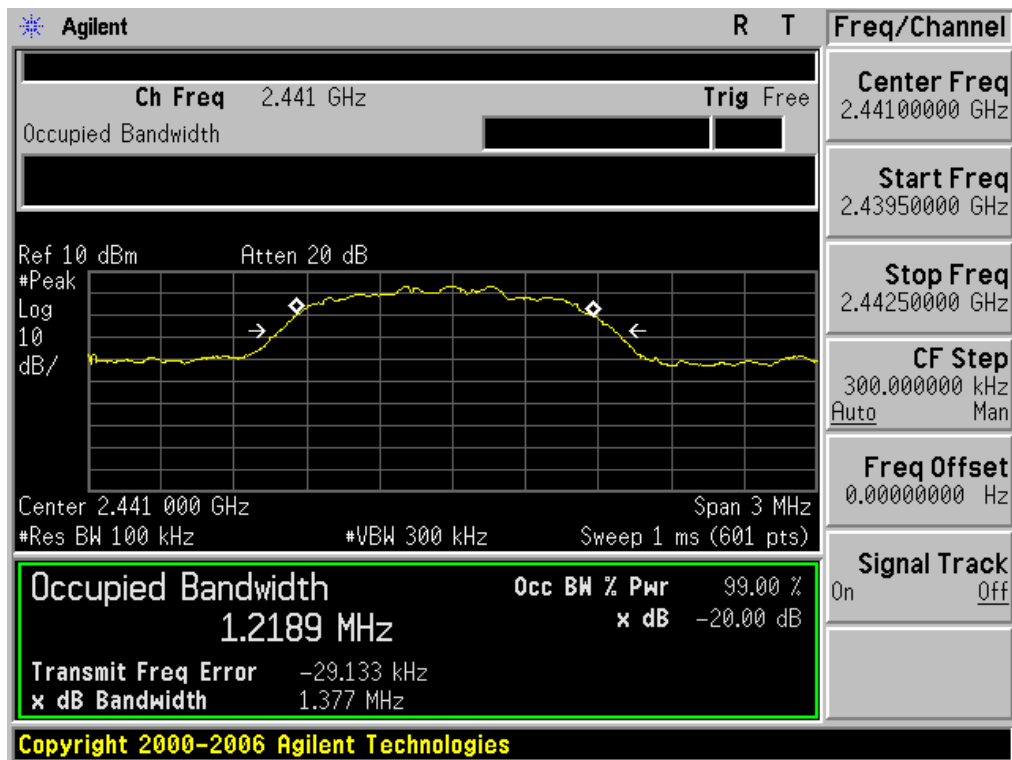 Agilent R T
Ch Freq 2.441 GHz Trig Free
Occupied Bandwidth
Ref 10 dBm Atten 20 dB
#Peak
Log
10
dB/
Center 2.441 000 GHz Span 3 MHz
#Res BW 100 kHz #VBW 300 kHz Sweep 1 ms (601 pts)
Occupied Bandwidth
1.2189 MHz
Occ BW % Pwr 99.00 %
x dB -20.00 dB
Transmit Freq Error -29.133 kHz
x dB Bandwidth 1.377 MHz
Copyright 2000-2006 Agilent Technologies
Freq/Channel
Center Freq
2.44100000 GHz
Start Freq
2.43950000 GHz
Stop Freq
2.44250000 GHz
CF Step
300.000000 kHz
Auto Man
Freq Offset
0.00000000 Hz
Signal Track
On Off